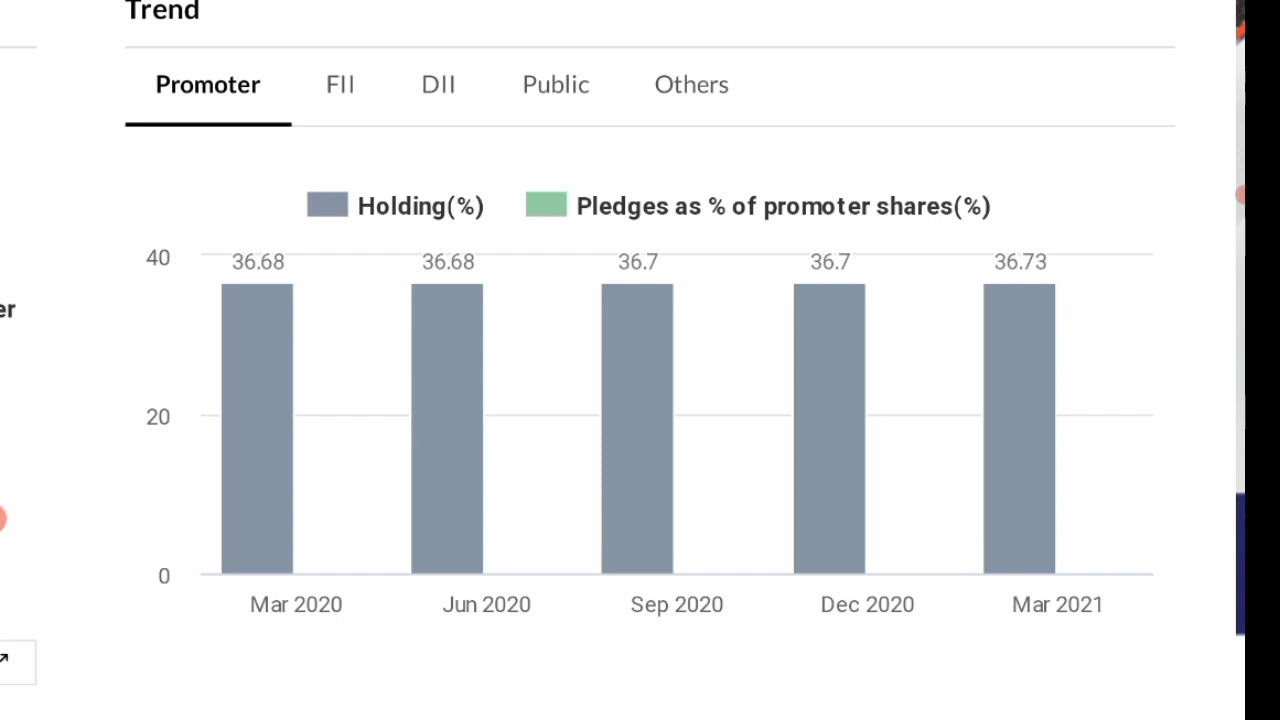 Trend
Promoter FII DII Public Others
Holding(%) Pledges as % of promoter shares(%)
40
36.68 36.68 36.7 36.7 36.73
er
20
0
Mar 2020 Jun 2020 Sep 2020 Dec 2020 Mar 2021